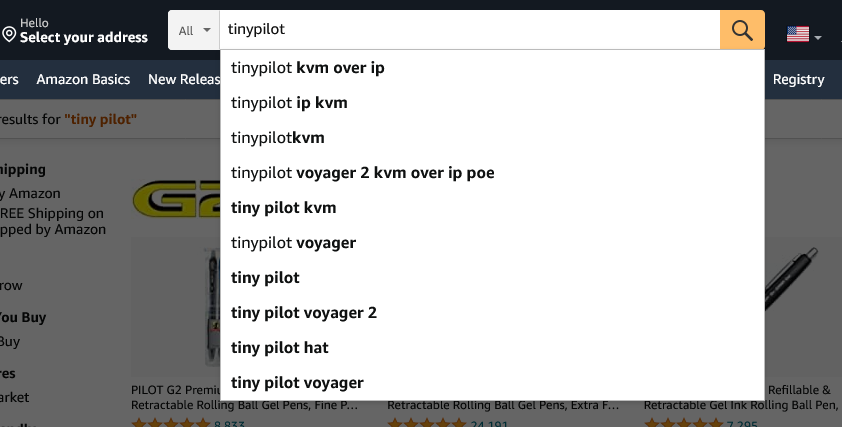 Hello
Select your address
All
tinypilot
ers
Amazon Basics
New Releas
Registry
esults for "tiny pilot"
tinypilot kvm over ip
tinypilot ip kvm
tinypilotkvm
tinypilot voyager 2 kvm over ip poe
tiny pilot kvm
tinypilot voyager
tiny pilot
tiny pilot voyager 2
tiny pilot hat
tiny pilot voyager
hipping
y Amazon
REE Shipping on
pped by Amazon
row
You Buy
Buy
res
arket
G2
PILOT G2 Premiu
Retractable Rolling Ball Gel Pens, Fine P…
8,833
Retractable Rolling Ball Gel Pens, Extra F…
24,191
Refillable &
Retractable Gel Ink Rolling Ball Pen,
7,295